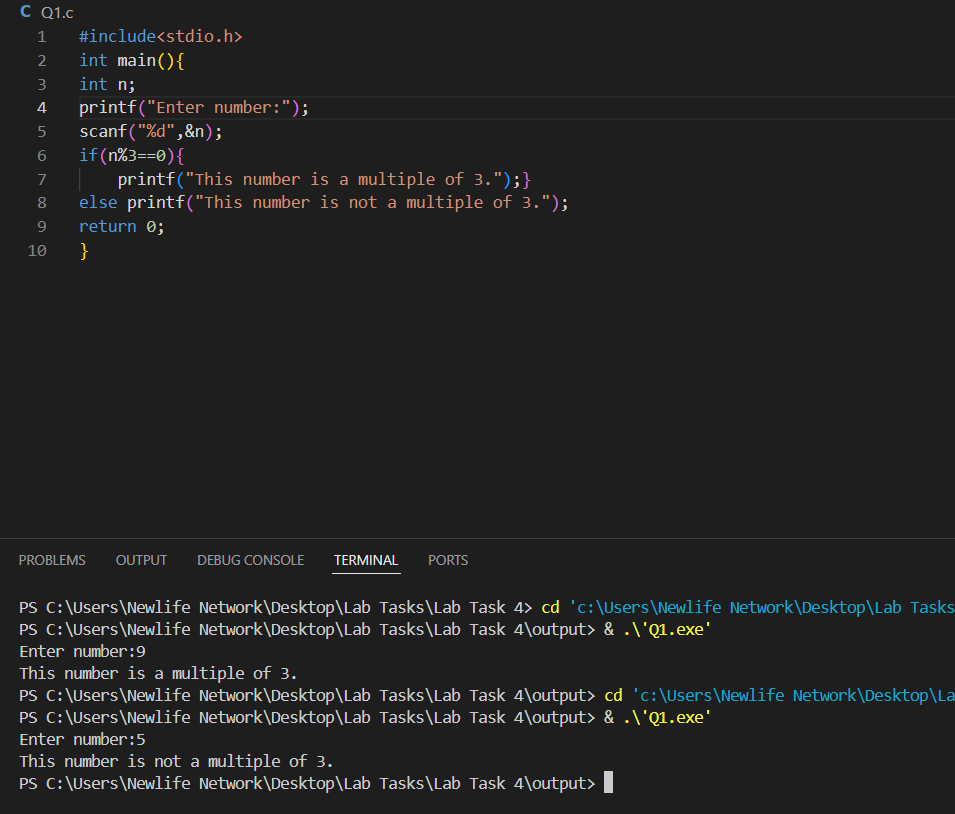 C Q1.c
1 #include<stdio.h>
2 int main(){
3 int n;
4 printf("Enter number:");
5 scanf("%d",&n);
6 if(n%3==0){
7     printf("This number is a multiple of 3.");}
8 else printf("This number is not a multiple of 3.");
9 return 0;
10 }
PROBLEMS OUTPUT DEBUG CONSOLE TERMINAL PORTS
PS C:\Users\Newlife Network\Desktop\Lab Tasks\Lab Task 4> cd 'c:\Users\Newlife Network\Desktop\Lab Tasks
PS C:\Users\Newlife Network\Desktop\Lab Tasks\Lab Task 4\output> & .\'Q1.exe'
Enter number:9
This number is a multiple of 3.
PS C:\Users\Newlife Network\Desktop\Lab Tasks\Lab Task 4\output> cd 'c:\Users\Newlife Network\Desktop\La
PS C:\Users\Newlife Network\Desktop\Lab Tasks\Lab Task 4\output> & .\'Q1.exe'
Enter number:5
This number is not a multiple of 3.
PS C:\Users\Newlife Network\Desktop\Lab Tasks\Lab Task 4\output>